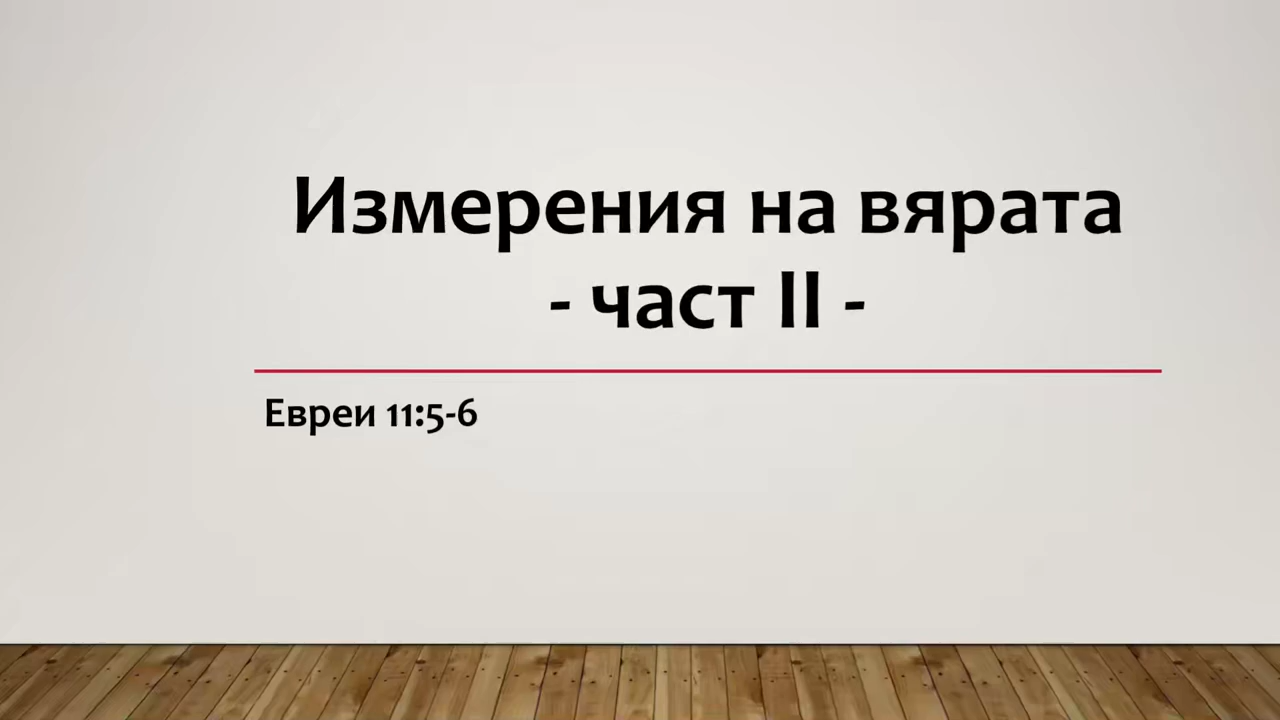 Измерения на вярата
- част II -
Евреи 11:5-6